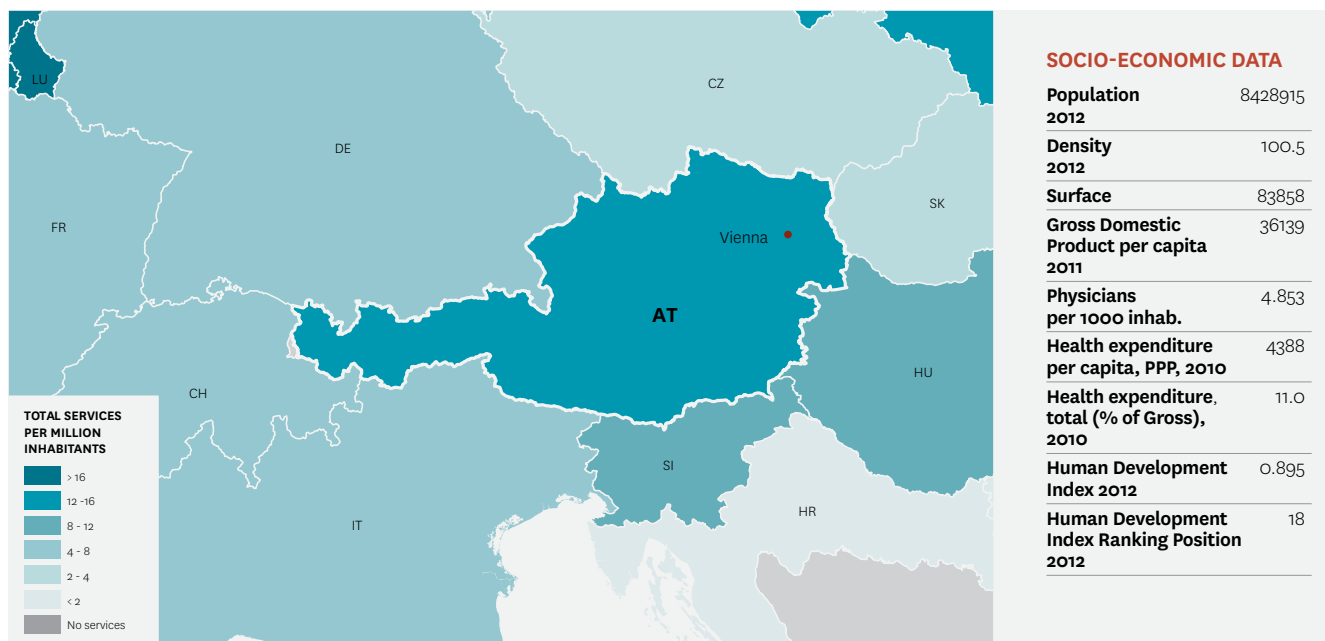 LU
CZ
DE
SK
FR
Vienna
AT
HU
CH
SI
HR
IT
TOTAL SERVICES
PER MILLION
INHABITANTS
> 16
12 -16
8 - 12
4 - 8
2 - 4
< 2
No services
SOCIO-ECONOMIC DATA
Population 8428915
2012
Density 100.5
2012
Surface 83858
Gross Domestic 36139
Product per capita
2011
Physicians 4.853
per 1000 inhab.
Health expenditure 4388
per capita, PPP, 2010
Health expenditure, 11.0
total (% of Gross),
2010
Human Development 0.895
Index 2012
Human Development 18
Index Ranking Position
2012